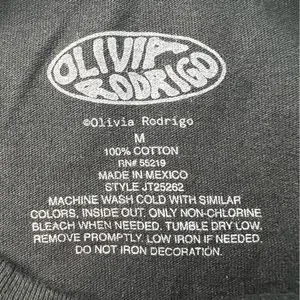 OLIVIA
RODRIGO
©Olivia Rodrigo
M
100% COTTON
RN# 55219
MADE IN MEXICO
STYLE JT25262
MACHINE WASH COLD WITH SIMILAR
COLORS, INSIDE OUT. ONLY NON-CHLORINE
BLEACH WHEN NEEDED. TUMBLE DRY LOW.
REMOVE PROMPTLY. LOW IRON IF NEEDED.
DO NOT IRON DECORATION.